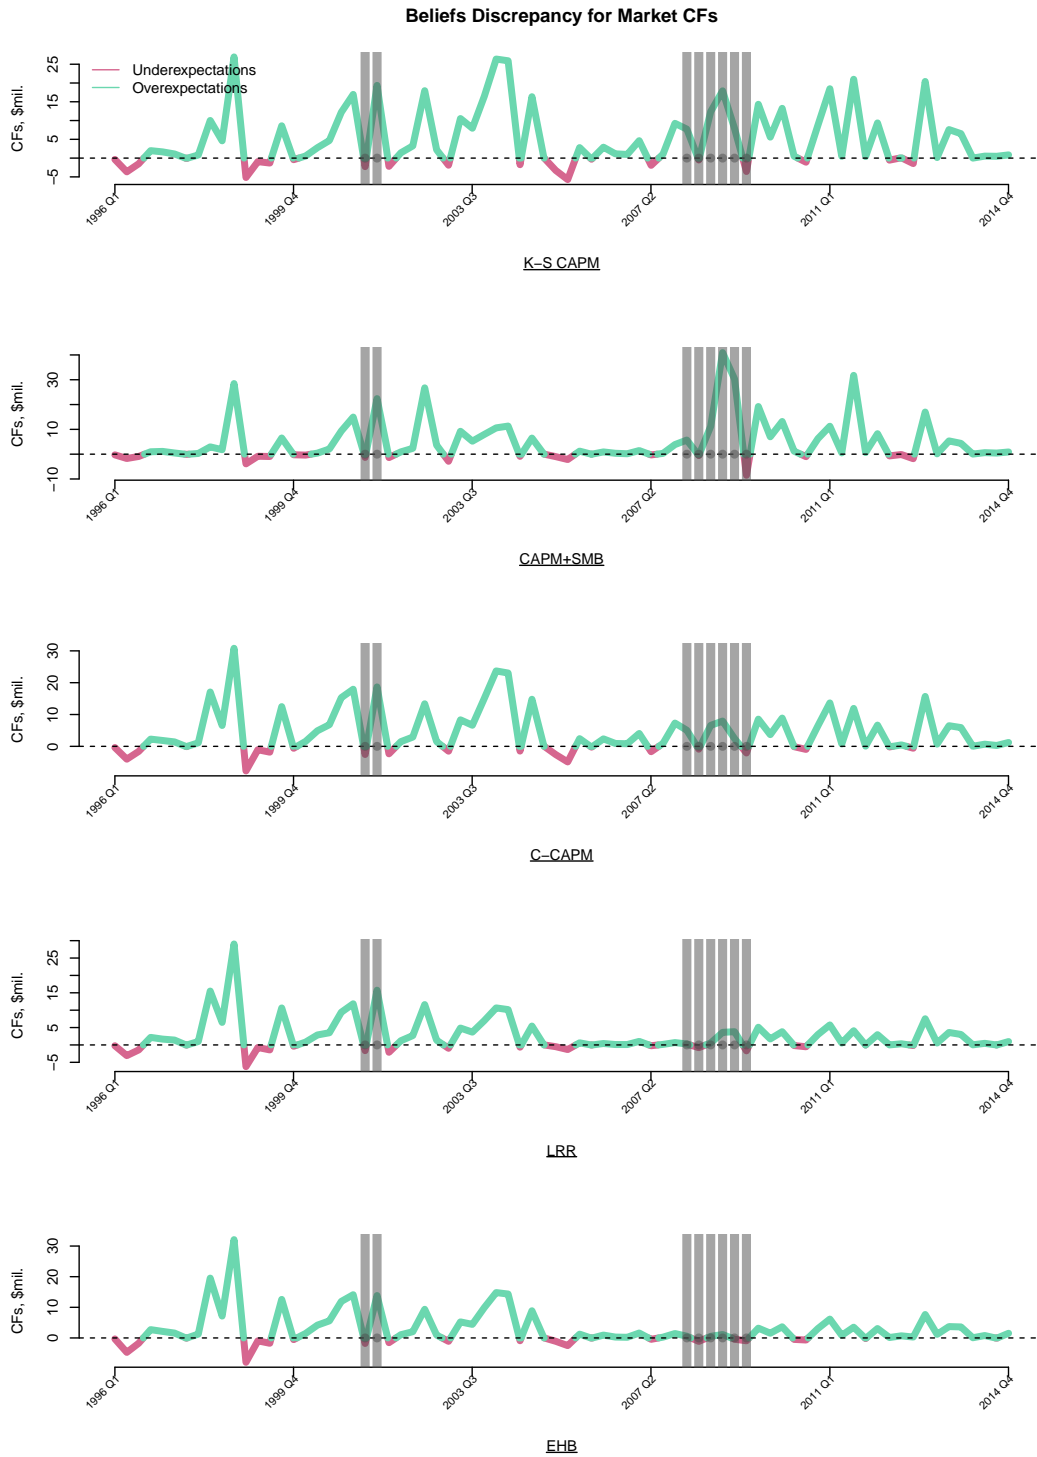 Beliefs Discrepancy for Market CFs
Underexpectations
Overexpectations
CFs, $mil.
25
15
5
−5
1996 Q1
1999 Q4
2003 Q3
2007 Q2
2011 Q1
2014 Q4
K−S CAPM
CFs, $mil.
30
10
−10
1996 Q1
1999 Q4
2003 Q3
2007 Q2
2011 Q1
2014 Q4
CAPM+SMB
CFs, $mil.
30
20
10
0
1996 Q1
1999 Q4
2003 Q3
2007 Q2
2011 Q1
2014 Q4
C−CAPM
CFs, $mil.
25
15
5
−5
1996 Q1
1999 Q4
2003 Q3
2007 Q2
2011 Q1
2014 Q4
LRR
CFs, $mil.
30
20
10
0
1996 Q1
1999 Q4
2003 Q3
2007 Q2
2011 Q1
2014 Q4
EHB